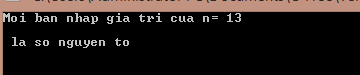 Moi ban nhap gia tri cua n= 13
la so nguyen to